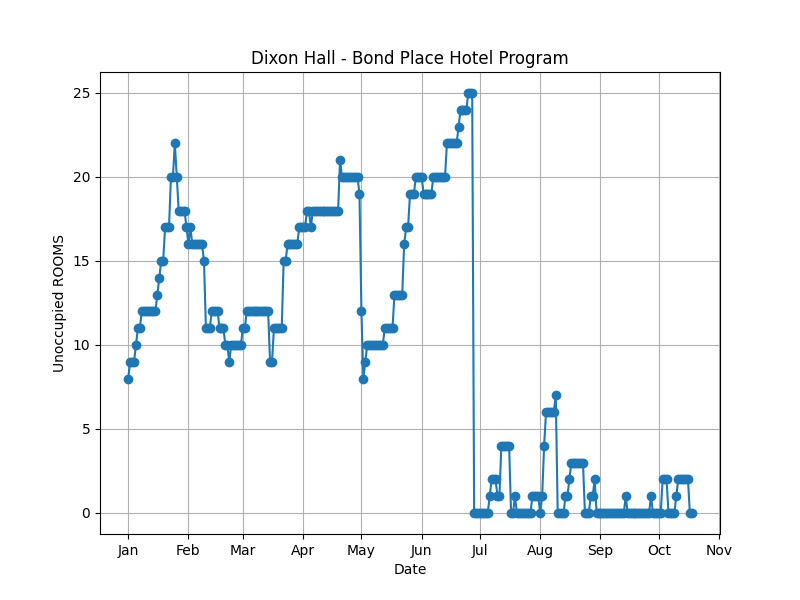 Dixon Hall - Bond Place Hotel Program
25
20
15
10
5
0
Unoccupied ROOMS
Jan Feb Mar Apr May Jun Jul Aug Sep Oct Nov
Date